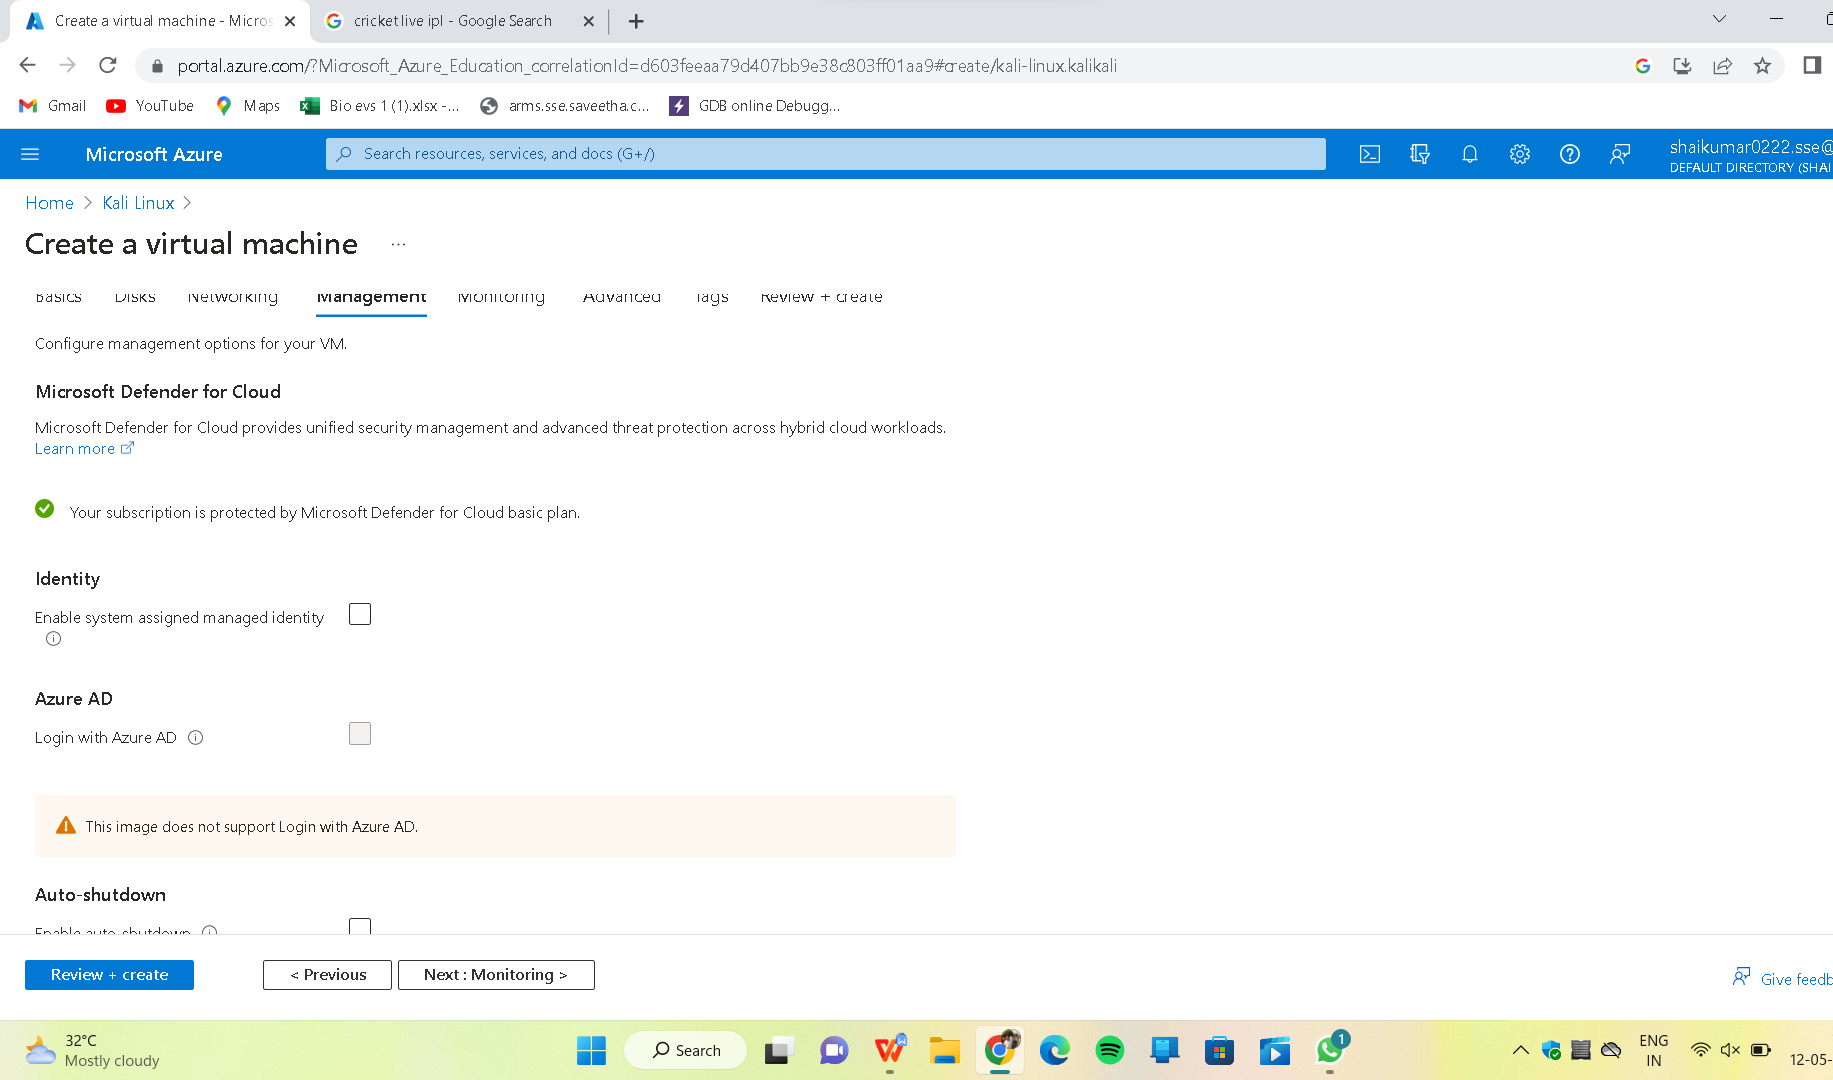 Create a virtual machine - Micros
cricket live ipl - Google Search
portal.azure.com/?Microsoft_Azure_Education_correlationId=d603feeaa79d407bb9e38c803ff01aa9#create/kali-linux.kalikali
Gmail
YouTube
Maps
Bio evs 1 (1).xlsx -...
arms.sse.saveetha.c...
GDB online Debugg...
Microsoft Azure
Search resources, services, and docs (G+/)
shaikumar0222.sse@
DEFAULT DIRECTORY (SHAI
Home > Kali Linux >
Create a virtual machine ...
Basics Disks Networking Management Monitoring Advanced Tags Review + create
Configure management options for your VM.
Microsoft Defender for Cloud
Microsoft Defender for Cloud provides unified security management and advanced threat protection across hybrid cloud workloads.
Learn more
Your subscription is protected by Microsoft Defender for Cloud basic plan.
Identity
Enable system assigned managed identity
Azure AD
Login with Azure AD
This image does not support Login with Azure AD.
Auto-shutdown
Enable auto-shutdown
Review + create
< Previous
Next : Monitoring >
Give feedb
32°C
Mostly cloudy
Search
1
ENG
IN
12-05-